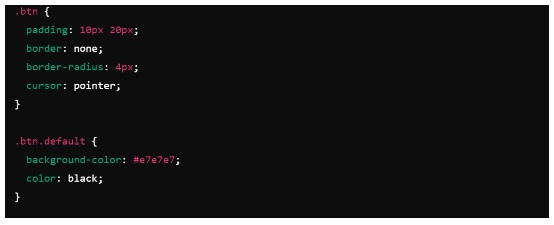 .btn {
  padding: 10px 20px;
  border: none;
  border-radius: 4px;
  cursor: pointer;
}

.btn.default {
  background-color: #e7e7e7;
  color: black;
}